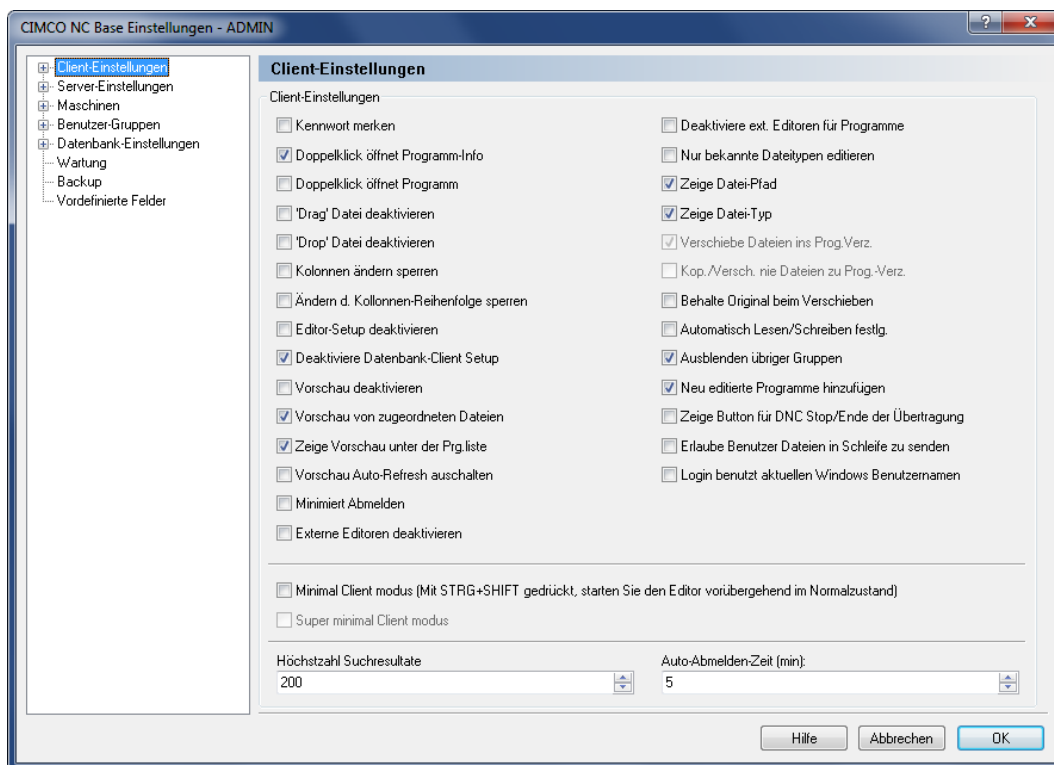 CIMCO NC Base Einstellungen - ADMIN
Client-Einstellungen
Server-Einstellungen
Maschinen
Benutzer-Gruppen
Datenbank-Einstellungen
Wartung
Backup
Vordefinierte Felder
Client-Einstellungen
Client-Einstellungen
Kennwort merken
Doppelklick öffnet Programm-Info
Doppelklick öffnet Programm
'Drag' Datei deaktivieren
'Drop' Datei deaktivieren
Kolonnen ändern sperren
Ändern d. Kollonnen-Reihenfolge sperren
Editor-Setup deaktivieren
Deaktiviere Datenbank-Client Setup
Vorschau deaktivieren
Vorschau von zugeordneten Dateien
Zeige Vorschau unter der Prg.liste
Vorschau Auto-Refresh auschalten
Minimiert Abmelden
Externe Editoren deaktivieren
Deaktiviere ext. Editoren für Programme
Nur bekannte Dateitypen editieren
Zeige Datei-Pfad
Zeige Datei-Typ
Verschiebe Dateien ins Prog.Verz.
Kop./Versch. nie Dateien zu Prog.-Verz.
Behalte Original beim Verschieben
Automatisch Lesen/Schreiben festlg.
Ausblenden übriger Gruppen
Neu editierte Programme hinzufügen
Zeige Button für DNC Stop/Ende der Übertragung
Erlaube Benutzer Dateien in Schleife zu senden
Login benutzt aktuellen Windows Benutzernamen
Minimal Client modus (Mit STRG+SHIFT gedrückt, starten Sie den Editor vorübergehend im Normalzustand)
Super minimal Client modus
Höchstzahl Suchresultate
200
Auto-Abmelden-Zeit (min):
5
Hilfe
Abbrechen
OK